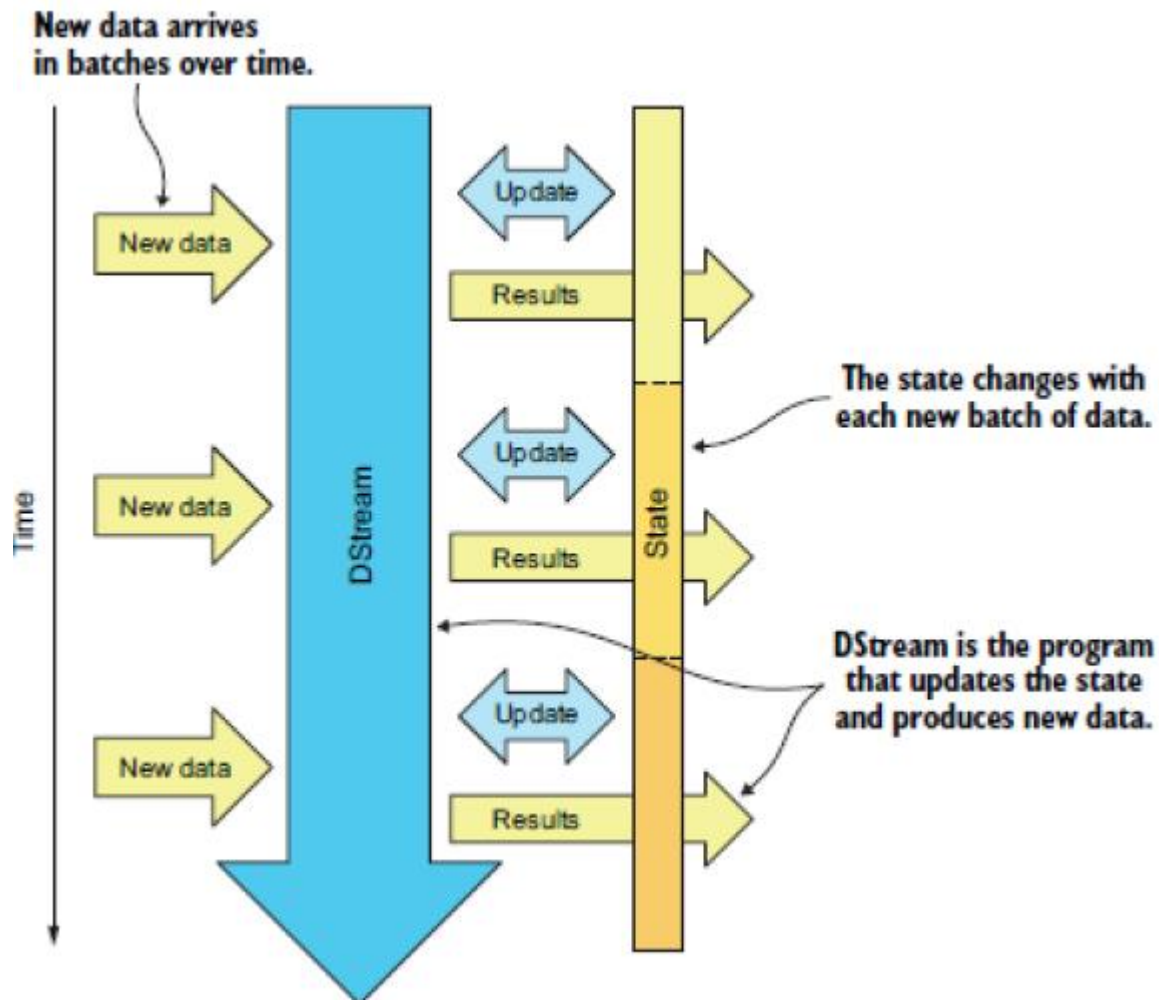 New data arrives
in batches over time.
Update
New data
Results
The state changes with
each new batch of data.
Update
Time
New data
DStream
State
Results
DStream is the program
that updates the state
and produces new data.
Update
New data
Results